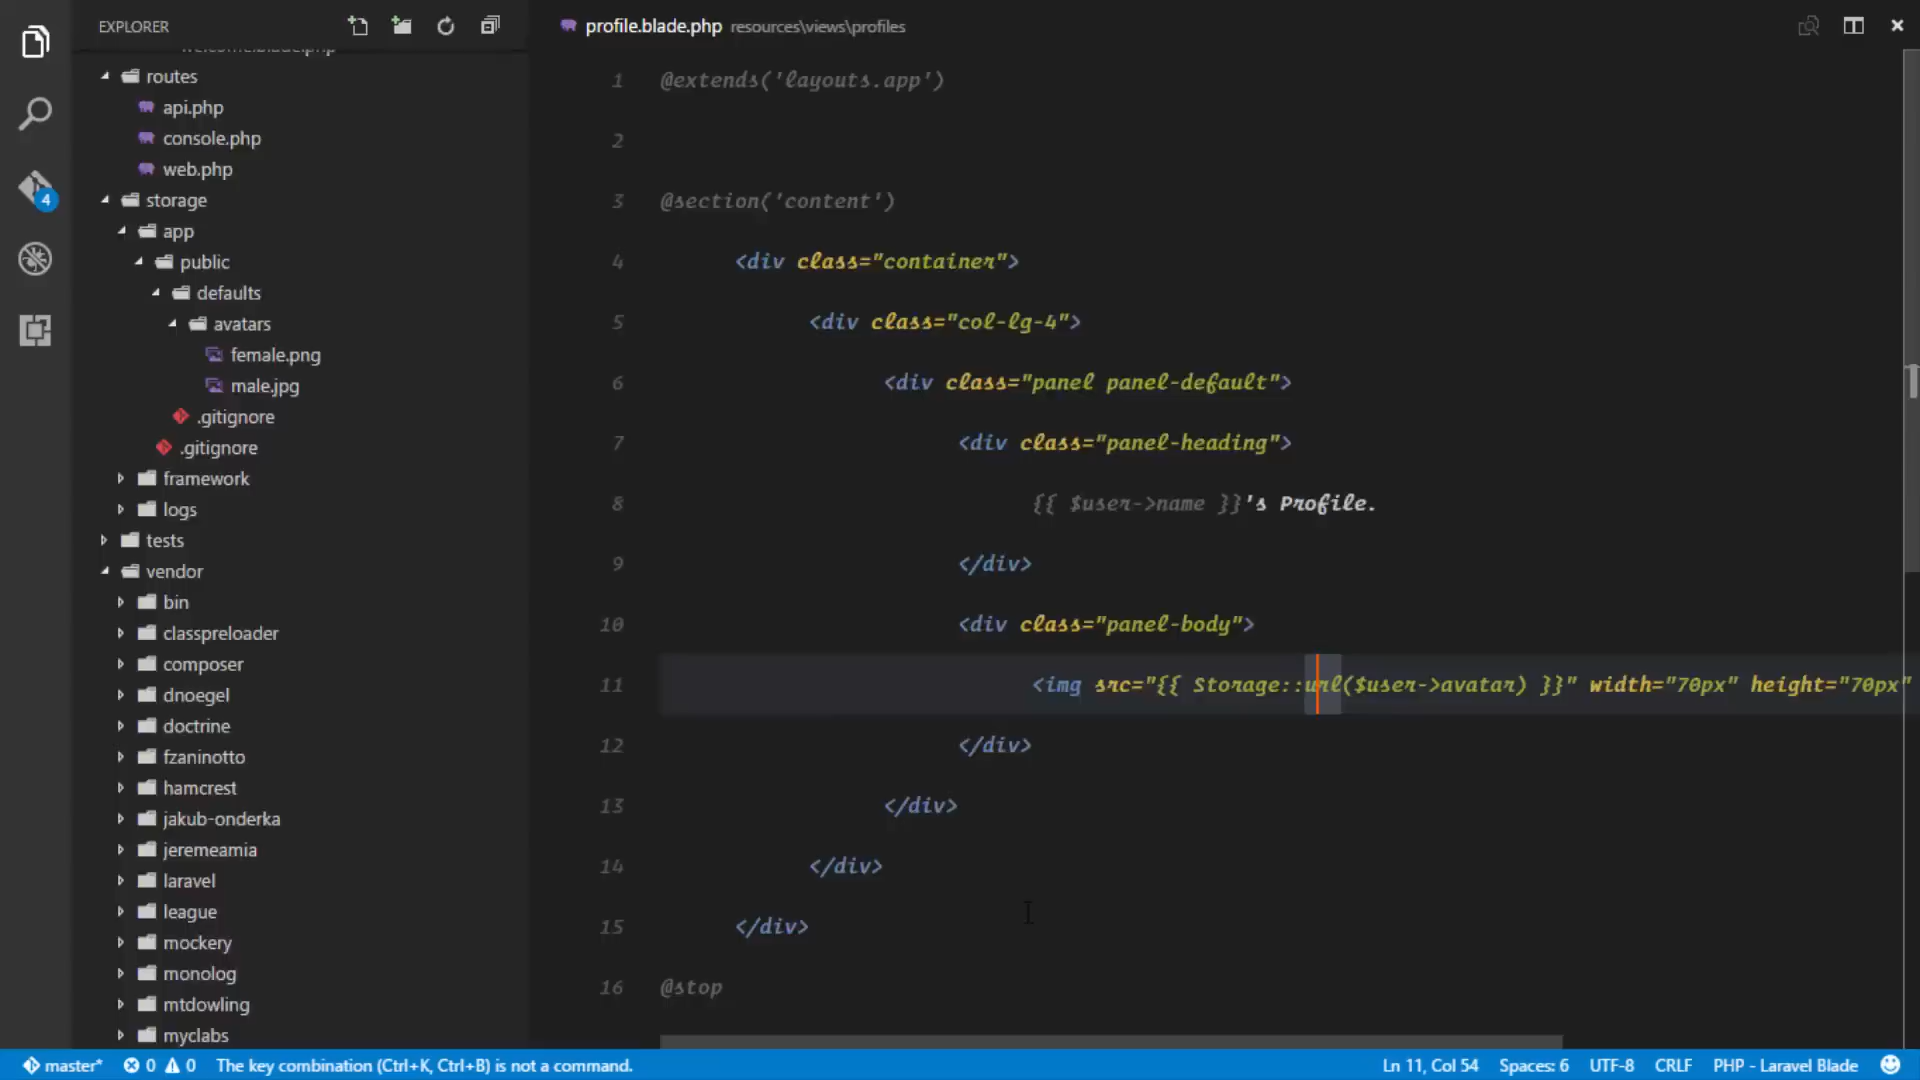 EXPLORER
welcome.blade.php
routes
api.php
console.php
web.php
storage
app
public
defaults
avatars
female.png
male.jpg
.gitignore
.gitignore
framework
logs
tests
vendor
bin
classpreloader
composer
dnoegel
doctrine
fzaninotto
hamcrest
jakub-onderka
jeremeamia
laravel
league
mockery
monolog
mtdowling
myclabs
4
profile.blade.php resources\views\profiles
1 @extends('layouts.app')
2
3 @section('content')
4 <div class="container">
5 <div class="col-lg-4">
6 <div class="panel panel-default">
7 <div class="panel-heading">
8 {{ $user->name }}'s Profile.
9 </div>
10 <div class="panel-body">
11 <img src="{{ Storage::url($user->avatar) }}" width="70px" height="70px"
12 </div>
13 </div>
14 </div>
15 </div>
16 @stop
master* 0 0 The key combination (Ctrl+K, Ctrl+B) is not a command. Ln 11, Col 54 Spaces: 6 UTF-8 CRLF PHP - Laravel Blade